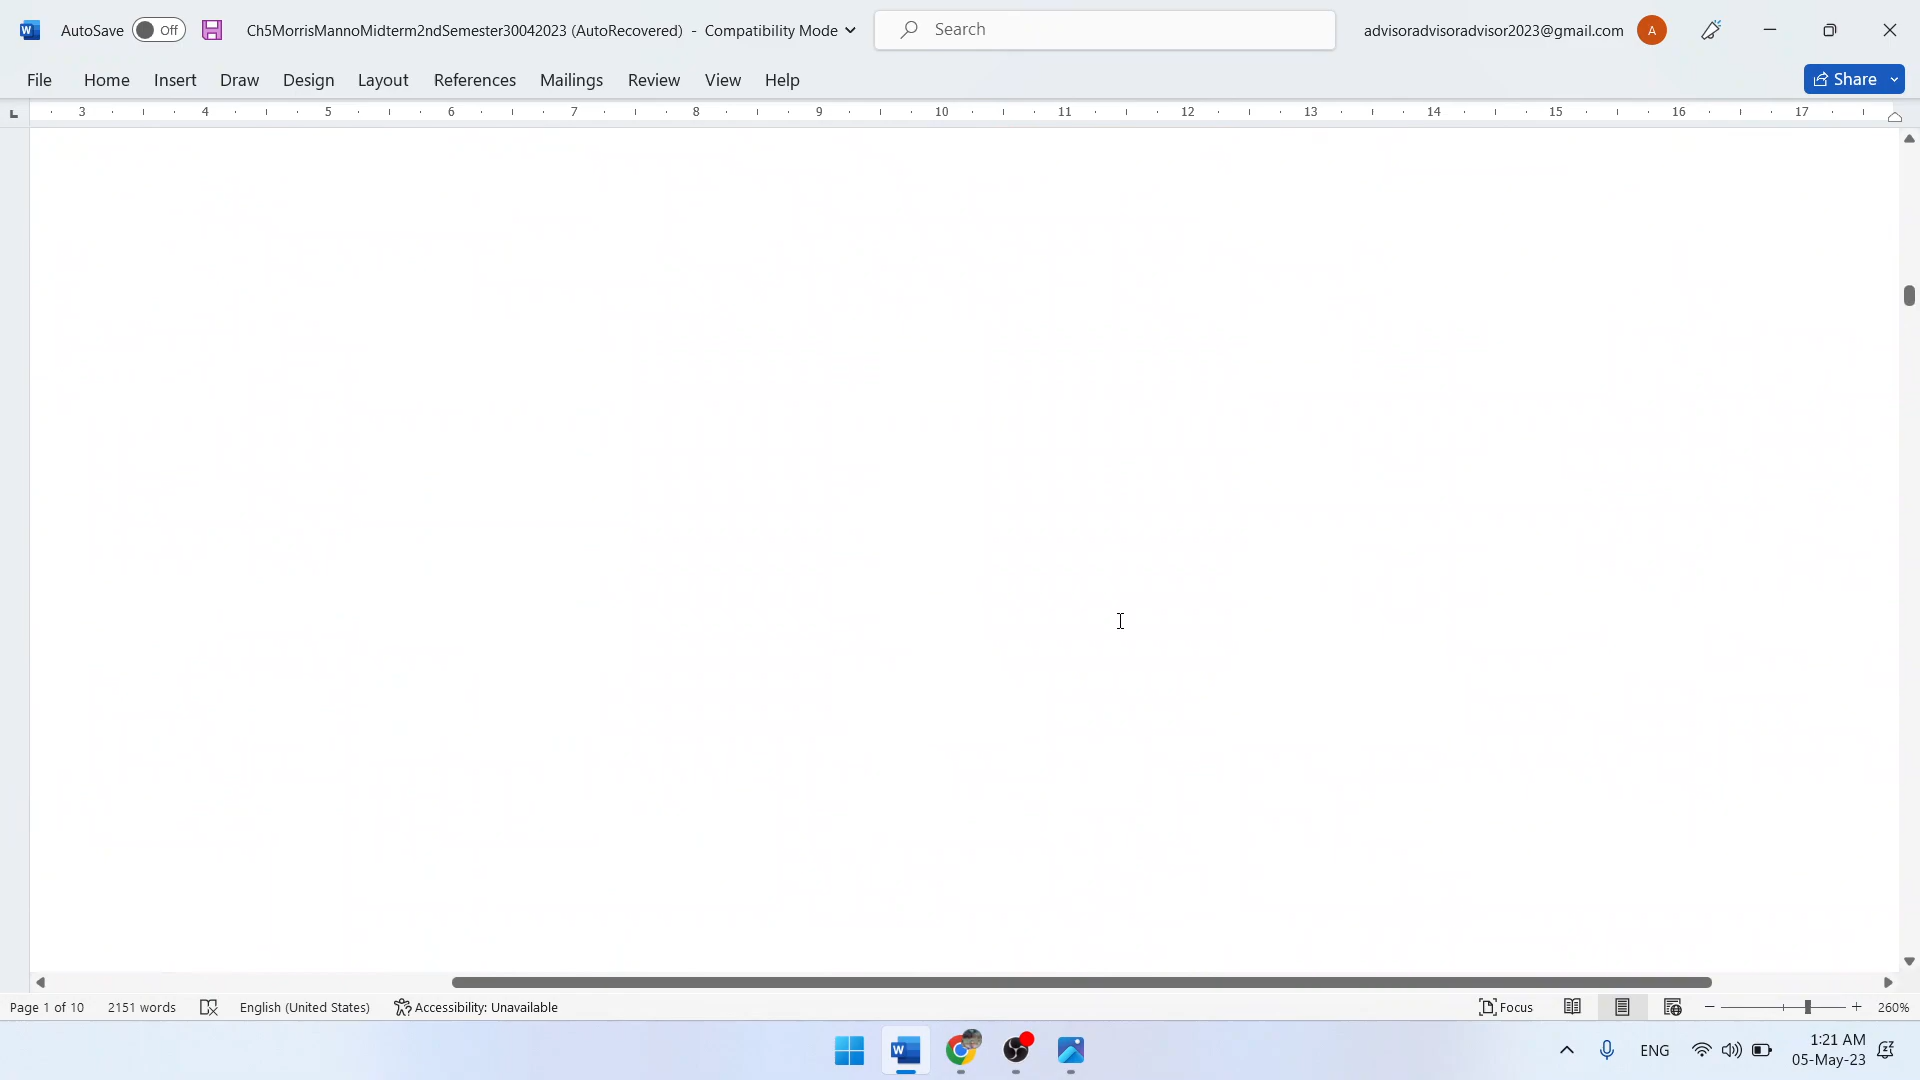 AutoSave Off Ch5MorrisMannoMidterm2ndSemester30042023 (AutoRecovered) - Compatibility Mode Search advisoradvisoradvisor2023@gmail.com A
File Home Insert Draw Design Layout References Mailings Review View Help Share
3 4 5 6 7 8 9 10 11 12 13 14 15 16 17
Page 1 of 10 2151 words English (United States) Accessibility: Unavailable Focus 260%
ENG 1:21 AM
05-May-23